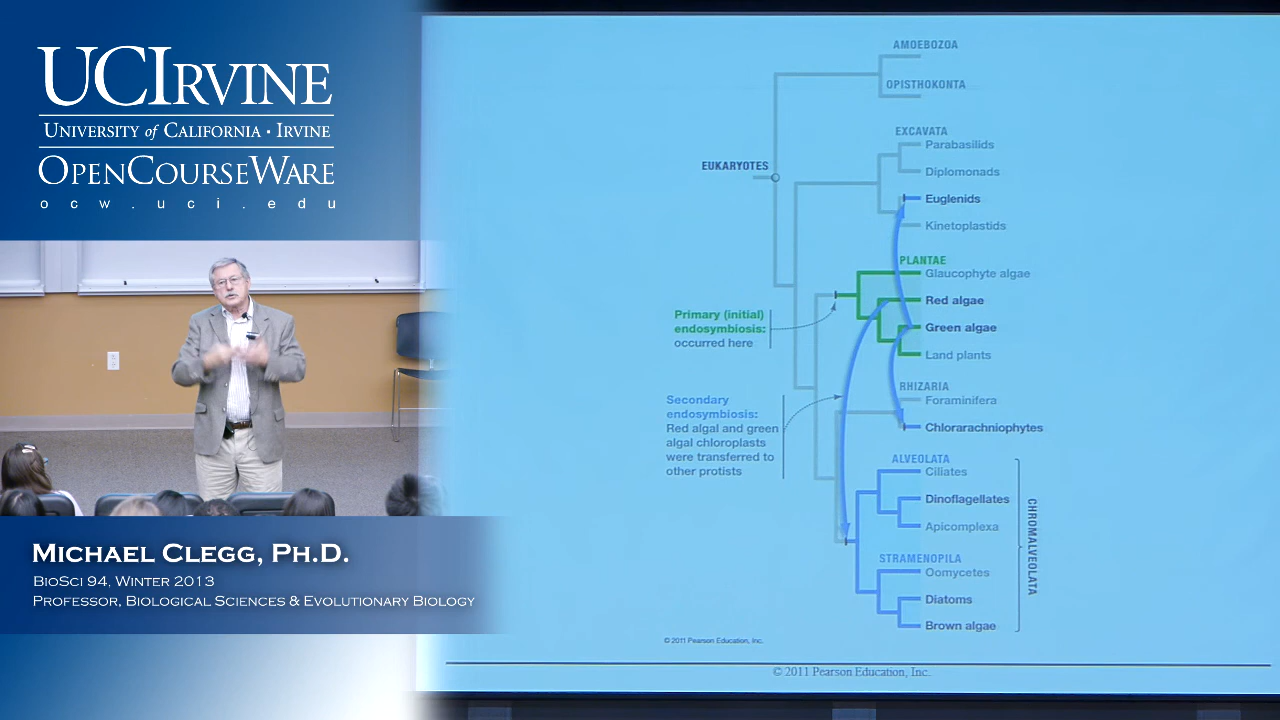 UCIRVINE
UNIVERSITY of CALIFORNIA · IRVINE
OPENCOURSEWARE
ocw.uci.edu
MICHAEL CLEGG, PH.D.
BIOSCI 94, WINTER 2013
PROFESSOR, BIOLOGICAL SCIENCES & EVOLUTIONARY BIOLOGY
AMOEBOZOA
OPISTHOKONTA
EXCAVATA
Parabasilids
EUKARYOTES
Diplomonads
Euglenids
Kinetoplastids
PLANTAE
Glaucophyte algae
Red algae
Primary (initial)
endosymbiosis:
occurred here
Green algae
Land plants
RHIZARIA
Foraminifera
Secondary
endosymbiosis:
Red algal and green
algal chloroplasts
were transferred to
other protists
Chlorarachniophytes
ALVEOLATA
Ciliates
Dinoflagellates
Apicomplexa
CHROMALVEOLATA
STRAMENOPILA
Oomycetes
Diatoms
Brown algae
© 2011 Pearson Education, Inc.
© 2011 Pearson Education, Inc.